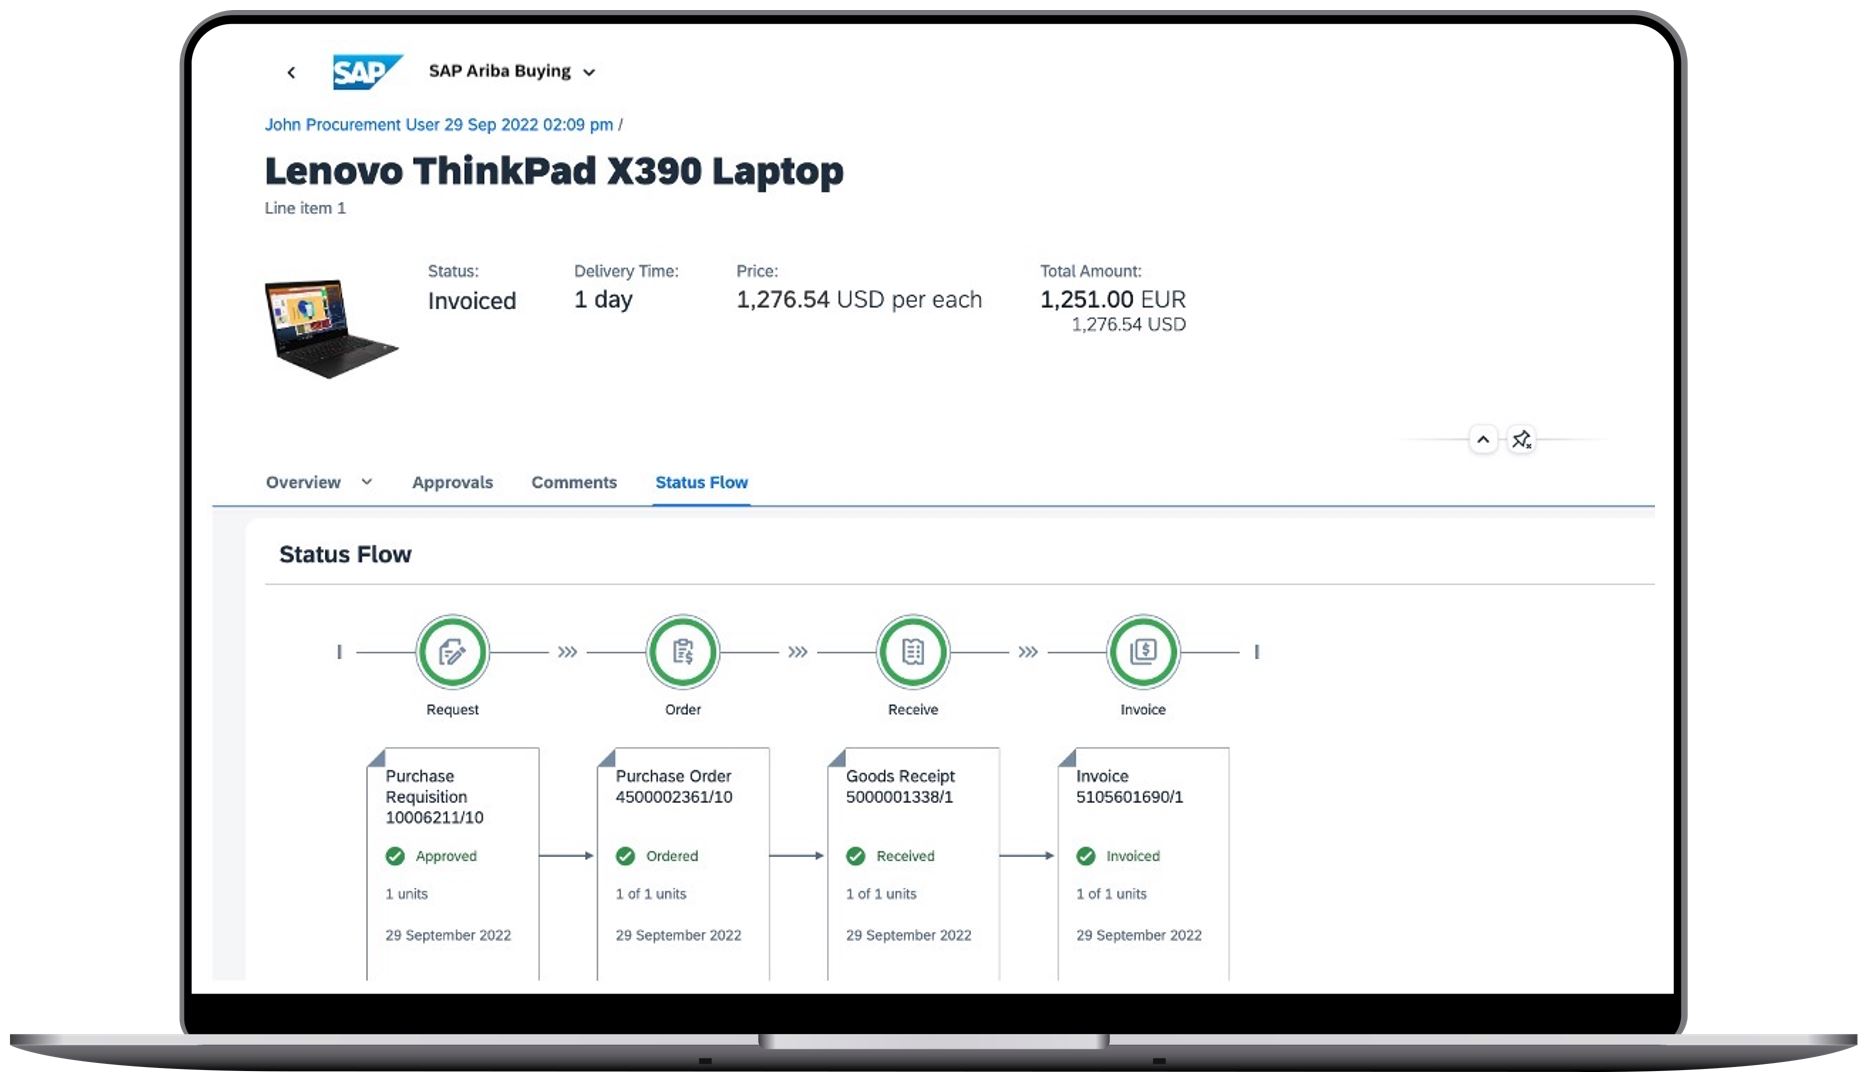 SAP SAP Ariba Buying
John Procurement User 29 Sep 2022 02:09 pm /
Lenovo ThinkPad X390 Laptop
Line item 1
Status:
Invoiced
Delivery Time:
1 day
Price:
1,276.54 USD per each
Total Amount:
1,251.00 EUR
1,276.54 USD
Overview Approvals Comments Status Flow
Status Flow
Request Order Receive Invoice
Purchase
Requisition
10006211/10
Approved
1 units
29 September 2022
Purchase Order
4500002361/10
Ordered
1 of 1 units
29 September 2022
Goods Receipt
5000001338/1
Received
1 of 1 units
29 September 2022
Invoice
5105601690/1
Invoiced
1 of 1 units
29 September 2022